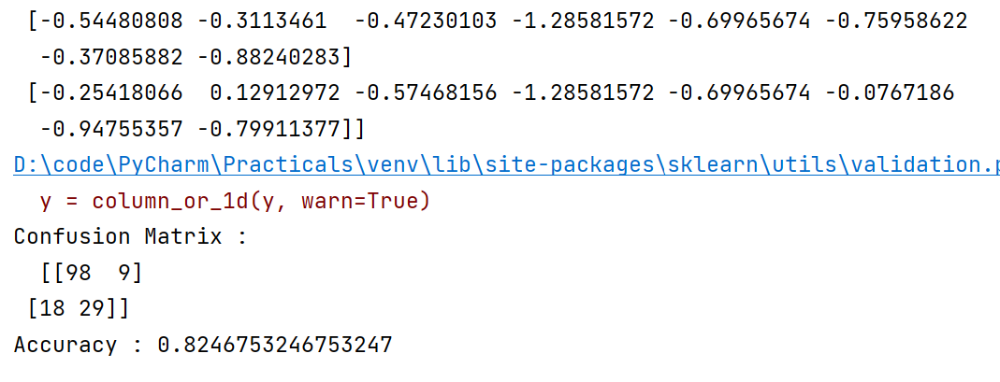 [-0.54480808 -0.3113461  -0.47230103 -1.28581572 -0.69965674 -0.75958622
-0.37085882 -0.88240283]
[-0.25418066  0.12912972 -0.57468156 -1.28581572 -0.69965674 -0.0767186
-0.94755357 -0.79911377]]
D:\code\PyCharm\Practicals\venv\lib\site-packages\sklearn\utils\validation.p
y = column_or_1d(y, warn=True)
Confusion Matrix :
[[98  9]
[18 29]]
Accuracy : 0.8246753246753247